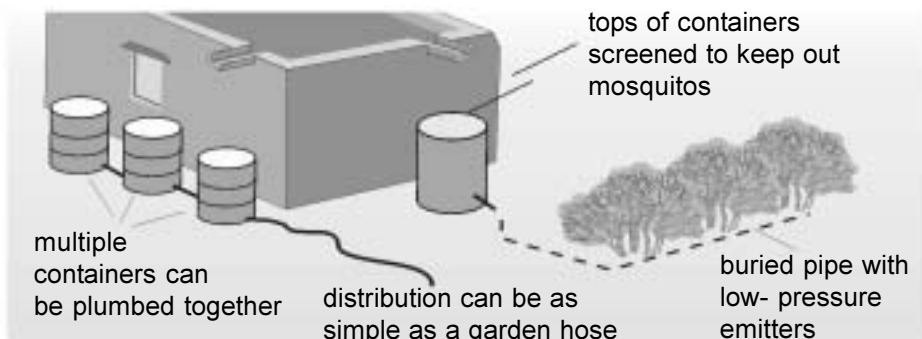 tops of containers
screened to keep out
mosquitos
multiple
containers can
be plumbed together
distribution can be as
simple as a garden hose
buried pipe with
low- pressure
emitters